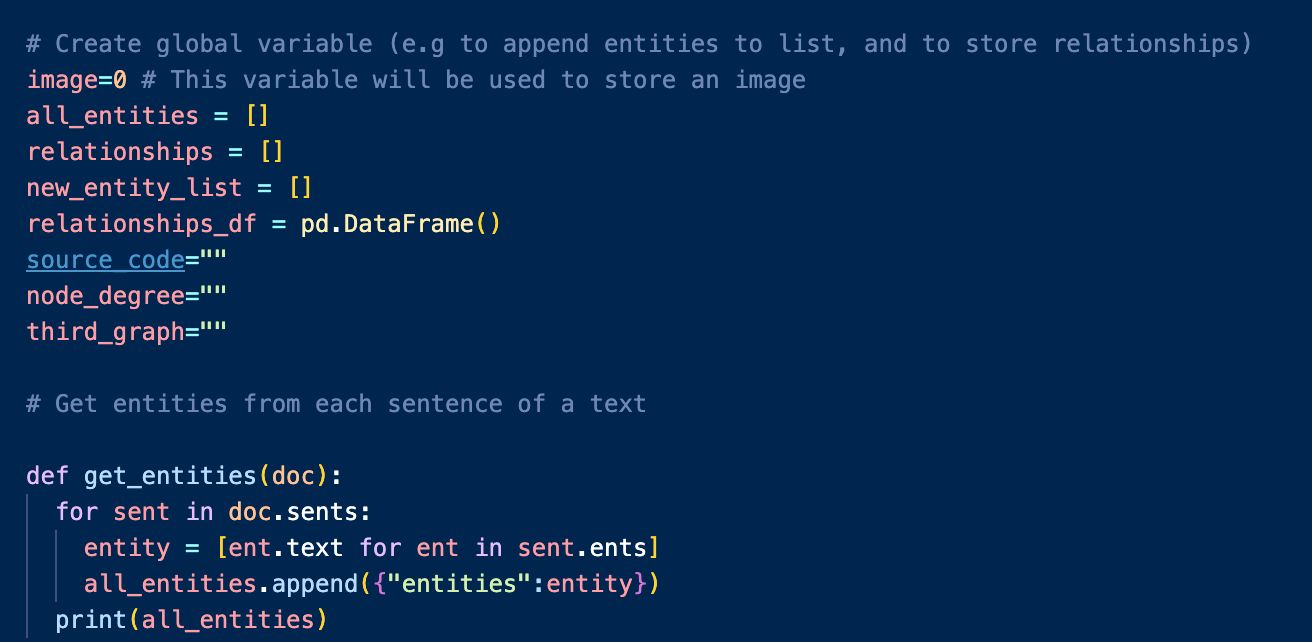 # Create global variable (e.g to append entities to list, and to store relationships)
image=0 # This variable will be used to store an image
all_entities = []
relationships = []
new_entity_list = []
relationships_df = pd.DataFrame()
source_code=""
node_degree=""
third_graph=""
# Get entities from each sentence of a text
def get_entities(doc):
  for sent in doc.sents:
    entity = [ent.text for ent in sent.ents]
    all_entities.append({"entities":entity})
  print(all_entities)